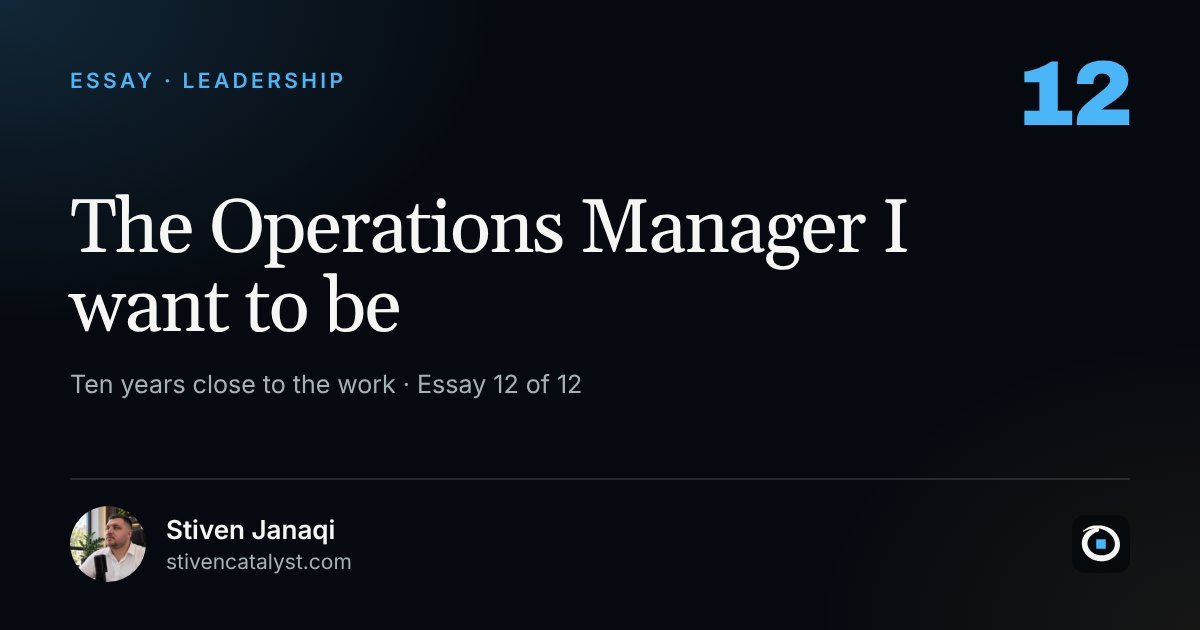 ESSAY · LEADERSHIP
12
The Operations Manager I
want to be
Ten years close to the work · Essay 12 of 12
Stiven Janaqi
stivencatalyst.com